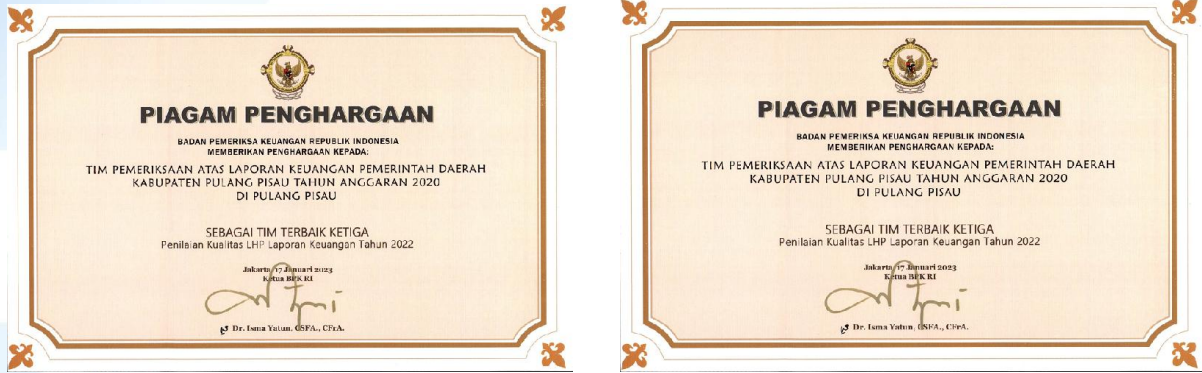 PIAGAM PENGHARGAAN
BADAN PEMERIKSA KEUANGAN REPUBLIK INDONESIA
MEMBERIKAN PENGHARGAAN KEPADA:
TIM PEMERIKSAAN ATAS LAPORAN KEUANGAN PEMERINTAH DAERAH
KABUPATEN PULANG PISAU TAHUN ANGGARAN 2020
DI PULANG PISAU
SEBAGAI TIM TERBAIK KETIGA
Penilaian Kualitas LHP Laporan Keuangan Tahun 2022
Jakarta, 17 Januari 2023
Ketua BPK RI
Dr. Isma Yatun, CSFA., CFrA.
PIAGAM PENGHARGAAN
BADAN PEMERIKSA KEUANGAN REPUBLIK INDONESIA
MEMBERIKAN PENGHARGAAN KEPADA:
TIM PEMERIKSAAN ATAS LAPORAN KEUANGAN PEMERINTAH DAERAH
KABUPATEN PULANG PISAU TAHUN ANGGARAN 2020
DI PULANG PISAU
SEBAGAI TIM TERBAIK KETIGA
Penilaian Kualitas LHP Laporan Keuangan Tahun 2022
Jakarta, 17 Januari 2023
Ketua BPK RI
Dr. Isma Yatun, CSFA., CFrA.